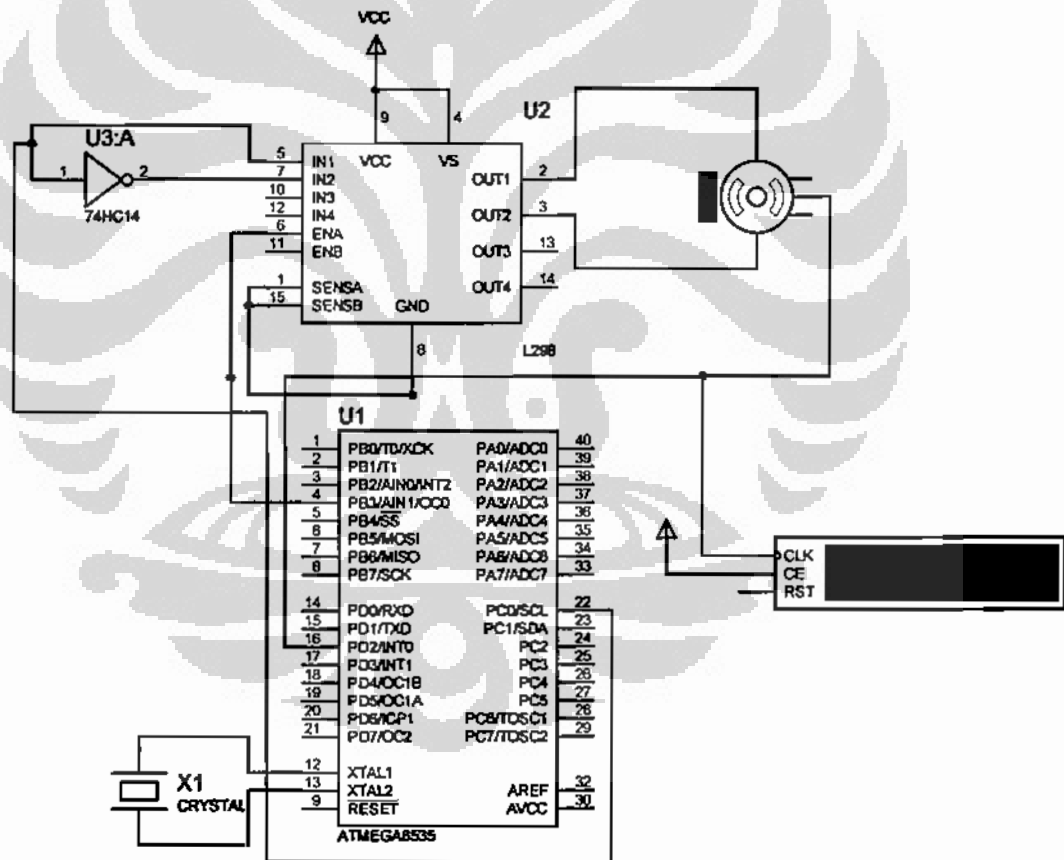 VCC
U2
9
4
VCC
VS
U3:A
1
2
74HC14
5
7
10
12
6
11
1
15
IN1
IN2
IN3
IN4
ENA
ENB
SENSA
SENSB
GND
8
OUT1
OUT2
OUT3
OUT4
2
3
13
14
L298
U1
1 PB0/T0/XCK
2 PB1/T1
3 PB2/AIN0/INT2
4 PB3/AIN1/OC0
5 PB4/SS
6 PB5/MOSI
7 PB6/MISO
8 PB7/SCK
14 PD0/RXD
15 PD1/TXD
16 PD2/INT0
17 PD3/INT1
18 PD4/OC1B
19 PD5/OC1A
20 PD6/ICP1
21 PD7/OC2
12 XTAL1
13 XTAL2
9 RESET
PA0/ADC0 40
PA1/ADC1 39
PA2/ADC2 38
PA3/ADC3 37
PA4/ADC4 36
PA5/ADC5 35
PA6/ADC6 34
PA7/ADC7 33
PC0/SCL 22
PC1/SDA 23
PC2 24
PC3 25
PC4 26
PC5 27
PC6/TOSC1 28
PC7/TOSC2 29
AREF 32
AVCC 30
ATMEGA8535
X1
CRYSTAL
CLK
CE
RST